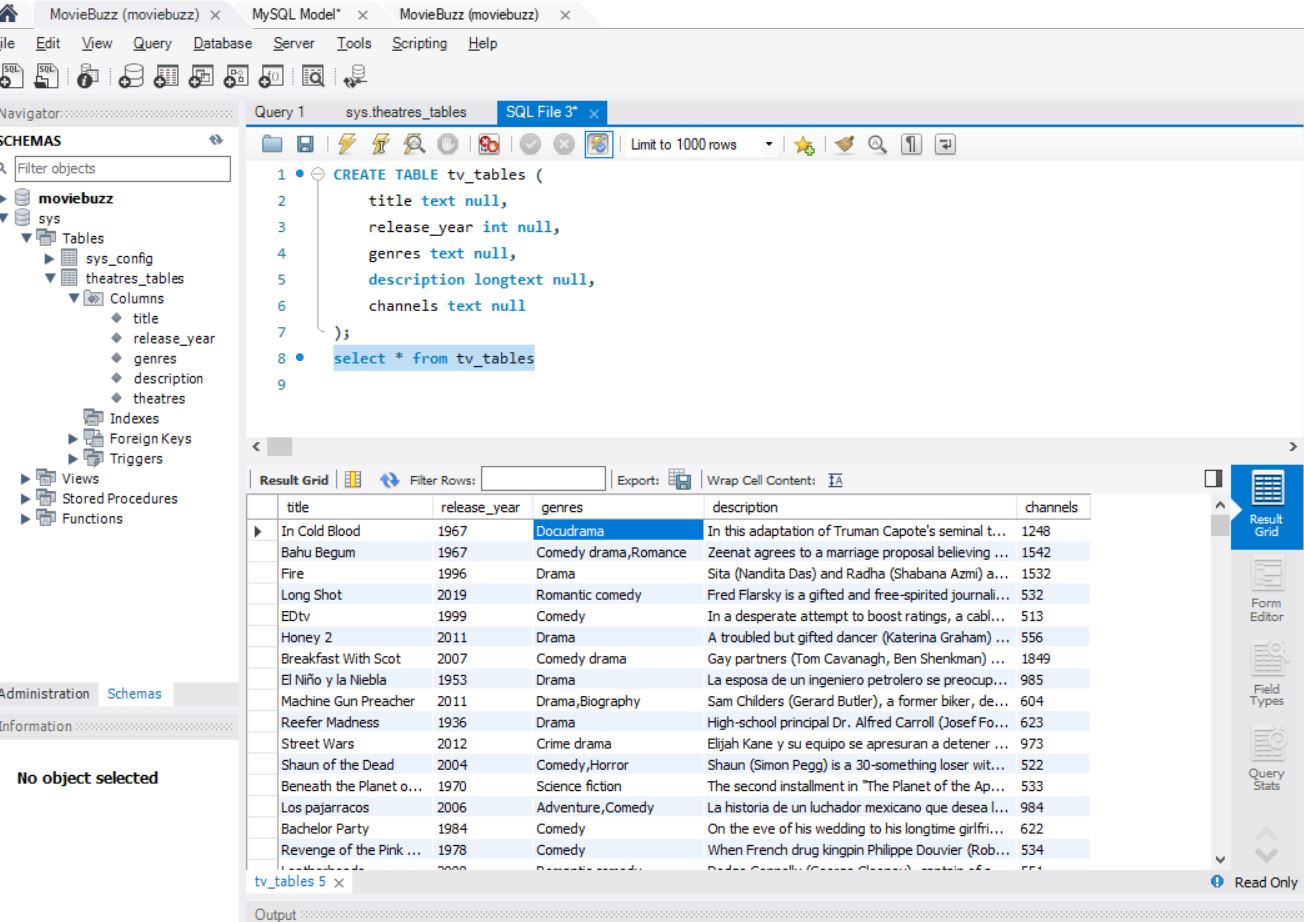 MovieBuzz (moviebuzz) × MySQL Model* × MovieBuzz (moviebuzz) ×
ile Edit View Query Database Server Tools Scripting Help
Navigator
SCHEMAS
Filter objects
moviebuzz
sys
Tables
sys_config
theatres_tables
Columns
title
release_year
genres
description
theatres
Indexes
Foreign Keys
Triggers
Views
Stored Procedures
Functions
Administration Schemas
Information
No object selected
Query 1 sys.theatres_tables SQL File 3* ×
Limit to 1000 rows
1 CREATE TABLE tv_tables (
2 title text null,
3 release_year int null,
4 genres text null,
5 description longtext null,
6 channels text null
7 );
8 select * from tv_tables
9
Result Grid Filter Rows: Export: Wrap Cell Content:
title release_year genres description channels
In Cold Blood 1967 Docudrama In this adaptation of Truman Capote's seminal t... 1248
Bahu Begum 1967 Comedy drama,Romance Zeenat agrees to a marriage proposal believing ... 1542
Fire 1996 Drama Sita (Nandita Das) and Radha (Shabana Azmi) a... 1532
Long Shot 2019 Romantic comedy Fred Flarsky is a gifted and free-spirited journali... 532
EDtv 1999 Comedy In a desperate attempt to boost ratings, a cabl... 513
Honey 2 2011 Drama A troubled but gifted dancer (Katerina Graham) ... 556
Breakfast With Scot 2007 Comedy drama Gay partners (Tom Cavanagh, Ben Shenkman) ... 1849
El Niño y la Niebla 1953 Drama La esposa de un ingeniero petrolero se preocup... 985
Machine Gun Preacher 2011 Drama,Biography Sam Childers (Gerard Butler), a former biker, de... 604
Reefer Madness 1936 Drama High-school principal Dr. Alfred Carroll (Josef Fo... 623
Street Wars 2012 Crime drama Elijah Kane y su equipo se apresuran a detener ... 973
Shaun of the Dead 2004 Comedy,Horror Shaun (Simon Pegg) is a 30-something loser wit... 522
Beneath the Planet o... 1970 Science fiction The second installment in "The Planet of the Ap... 533
Los pajarracos 2006 Adventure,Comedy La historia de un luchador mexicano que desea l... 984
Bachelor Party 1984 Comedy On the eve of his wedding to his longtime girlfri... 622
Revenge of the Pink ... 1978 Comedy When French drug kingpin Philippe Douvier (Rob... 534
Result
Grid
Form
Editor
Field
Types
Query
Stats
tv_tables 5 × Read Only
Output